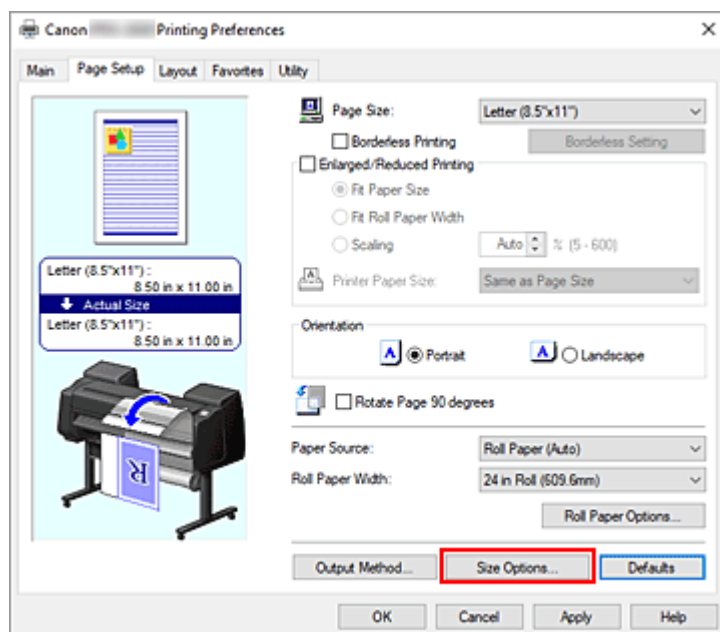 Canon Printing Preferences
Main Page Setup Layout Favorites Utility
Page Size: Letter (8.5"x11")
Borderless Printing Borderless Setting
Enlarged/Reduced Printing
Fit Paper Size
Fit Roll Paper Width
Scaling Auto % (5 - 600)
Printer Paper Size: Same as Page Size
Letter (8.5"x11") :
8.50 in x 11.00 in
Actual Size
Letter (8.5"x11") :
8.50 in x 11.00 in
Orientation
A Portrait A Landscape
Rotate Page 90 degrees
Paper Source: Roll Paper (Auto)
Roll Paper Width: 24 in Roll (609.6mm)
Roll Paper Options...
Output Method... Size Options... Defaults
OK Cancel Apply Help